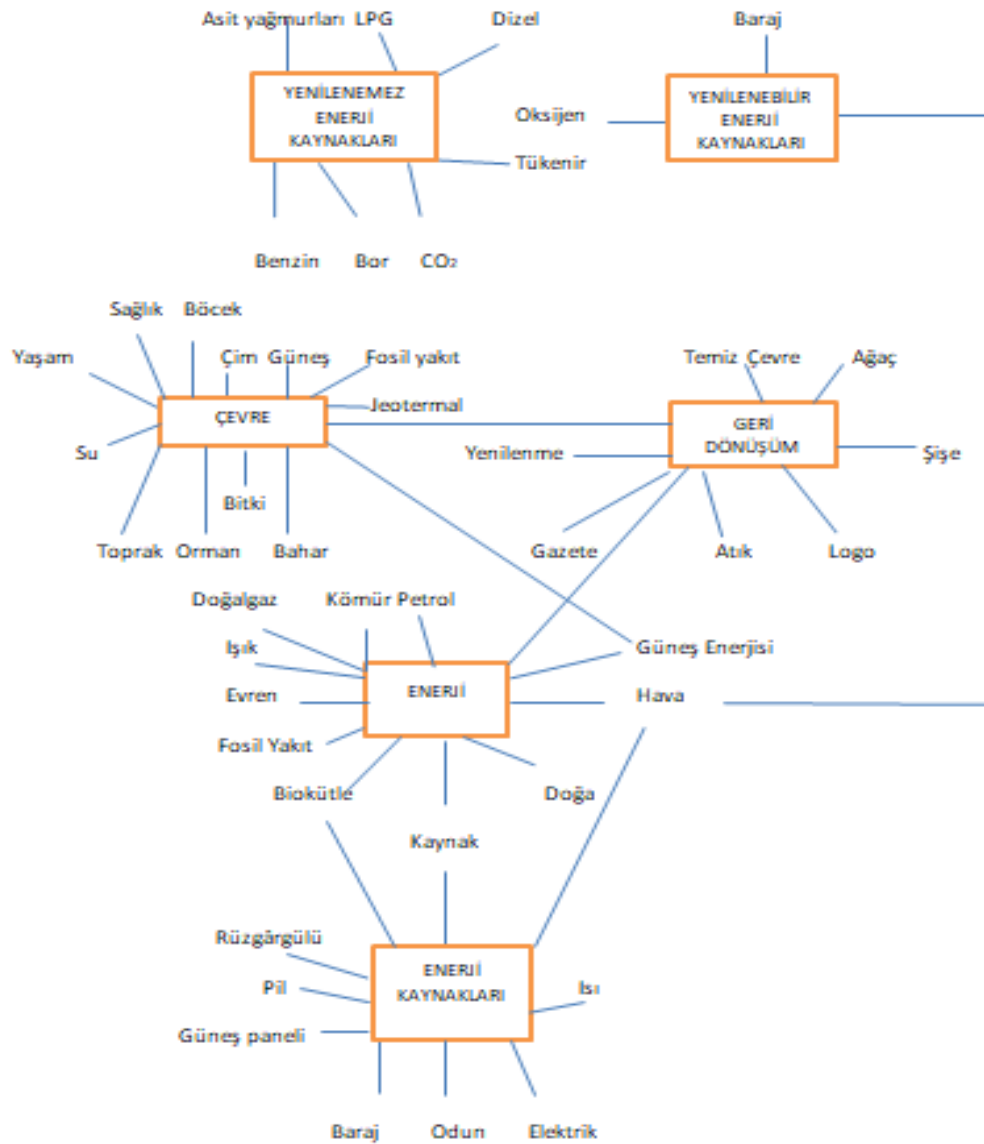 Asit yağmurları LPG Dizel Baraj
YENİLENEMEZ
ENERJİ
KAYNAKLARI
YENİLENEBİLİR
ENERJİ
KAYNAKLARI
Oksijen
Tükenir
Benzin Bor CO₂
Sağlık Böcek
Yaşam Çim Güneş Fosil yakıt
Jeotermal
ÇEVRE
Su
Bitki
Toprak Orman Bahar
Temiz Çevre Ağaç
GERİ
DÖNÜŞÜM
Yenilenme Şişe
Gazete Atık Logo
Doğalgaz Kömür Petrol
Işık Güneş Enerjisi
ENERJİ
Evren Hava
Fosil Yakıt
Biokütle Doğa
Kaynak
Rüzgârgülü
ENERJİ
KAYNAKLARI
Pil Isı
Güneş paneli
Baraj Odun Elektrik